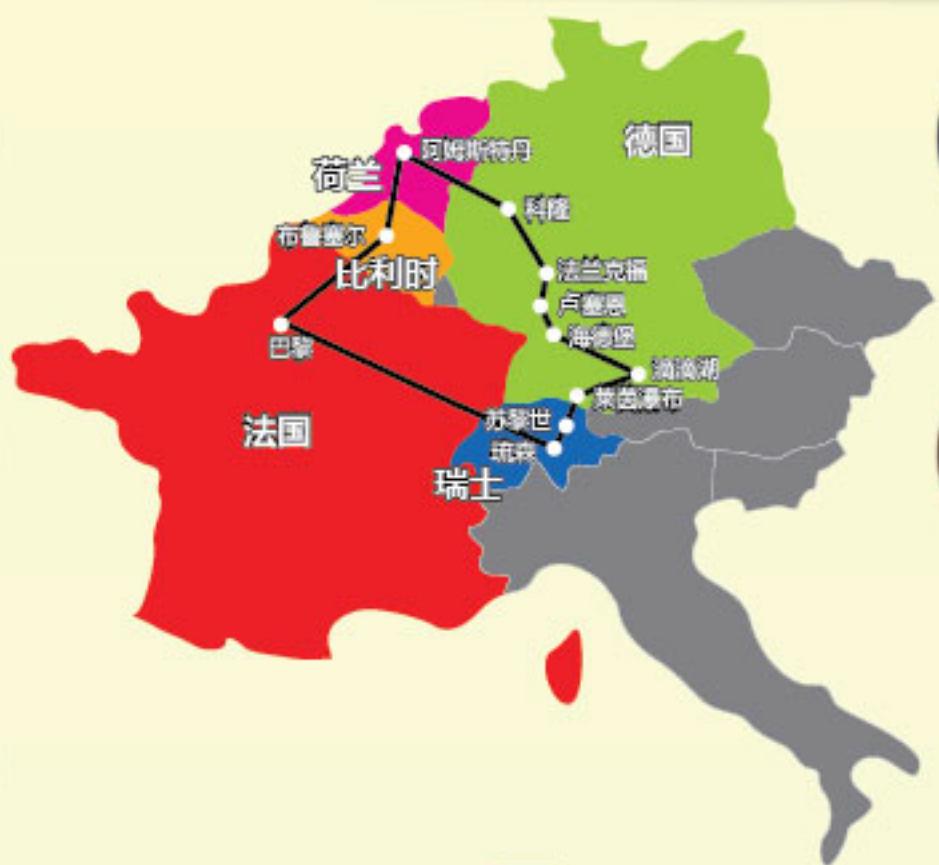 德国
阿姆斯特丹
荷兰
科隆
布鲁塞尔
比利时
法兰克福
卢塞恩
海德堡
巴黎
滴滴湖
莱茵瀑布
苏黎世
法国
琉森
瑞士